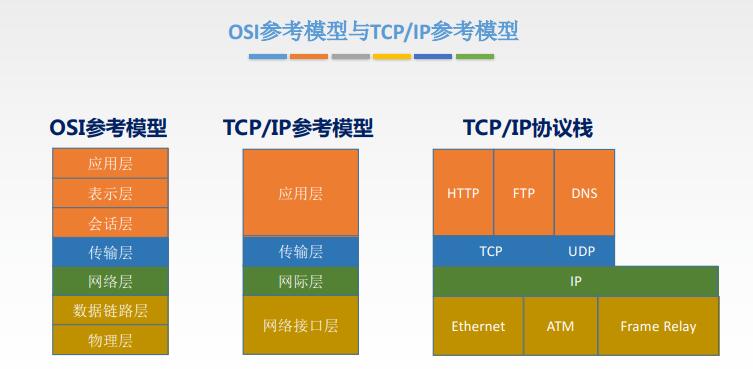 OSI参考模型与TCP/IP参考模型
OSI参考模型
应用层
表示层
会话层
传输层
网络层
数据链路层
物理层
TCP/IP参考模型
应用层
传输层
网际层
网络接口层
TCP/IP协议栈
HTTP FTP DNS
TCP UDP
IP
Ethernet ATM Frame Relay